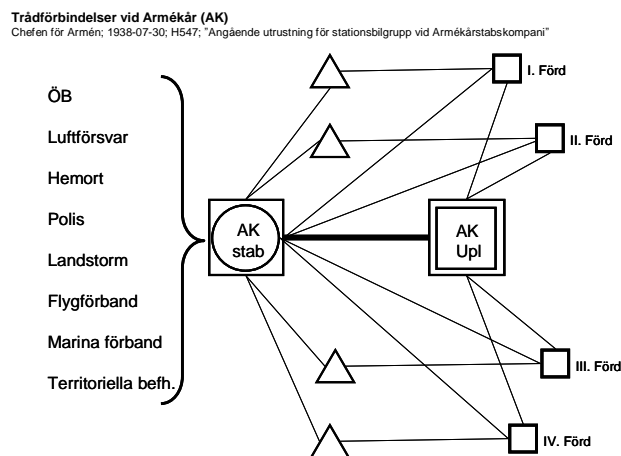 Trådförbindelser vid Armékår (AK)
Chefen för Armén; 1938-07-30; H547; "Angående utrustning för stationsbilgrupp vid Armékårstabskompani"
ÖB
Luftförsvar
Hemort
Polis
Landstorm
Flygförband
Marina förband
Territoriella befh.
AK
stab
AK
Upl
I. Förd
II. Förd
III. Förd
IV. Förd